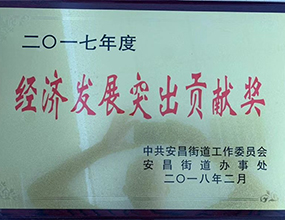 二〇一七年度
经济发展突出贡献奖
中共安昌街道工作委员会
安昌街道办事处
二〇一八年二月